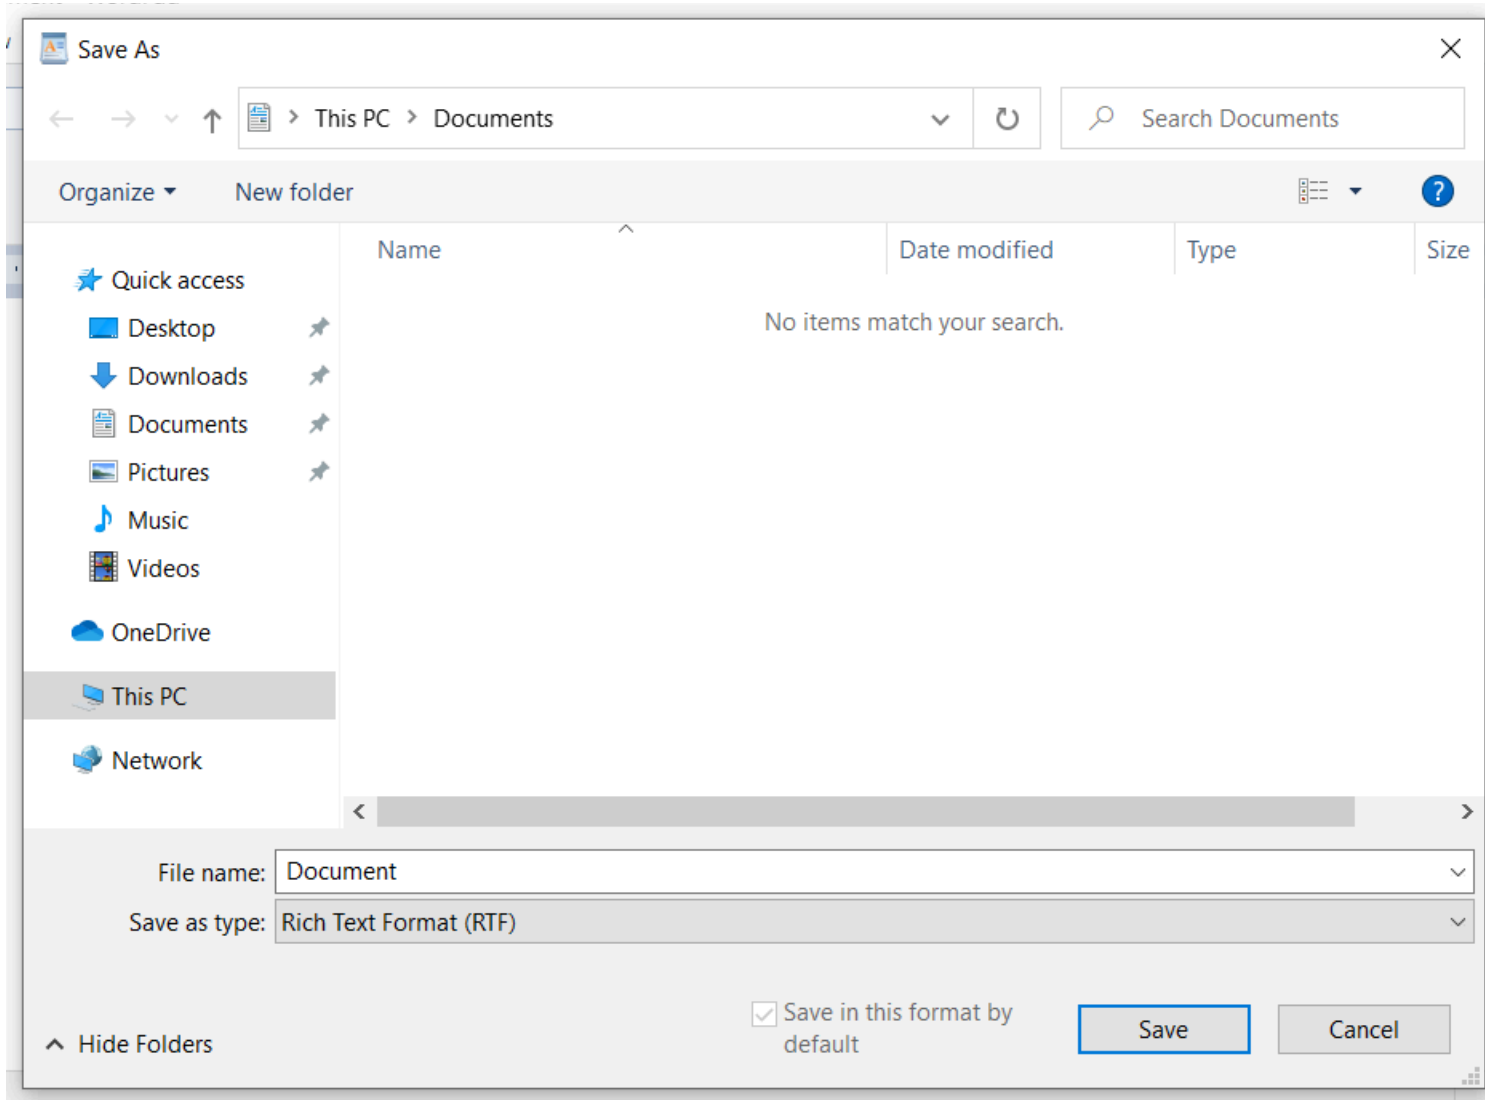 Save As
This PC > Documents
Search Documents
Organize
New folder
Name
Date modified
Type
Size
No items match your search.
Quick access
Desktop
Downloads
Documents
Pictures
Music
Videos
OneDrive
This PC
Network
File name: Document
Save as type: Rich Text Format (RTF)
Save in this format by
default
Save
Cancel
Hide Folders